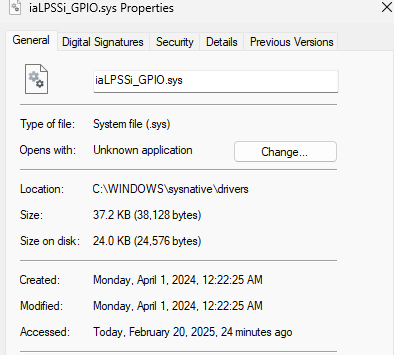 iaLPSSi_GPIO.sys Properties
General Digital Signatures Security Details Previous Versions
iaLPSSi_GPIO.sys
Type of file: System file (.sys)
Opens with: Unknown application Change...
Location: C:\WINDOWS\sysnative\drivers
Size: 37.2 KB (38,128 bytes)
Size on disk: 24.0 KB (24,576 bytes)
Created: Monday, April 1, 2024, 12:22:25 AM
Modified: Monday, April 1, 2024, 12:22:25 AM
Accessed: Today, February 20, 2025, 24 minutes ago